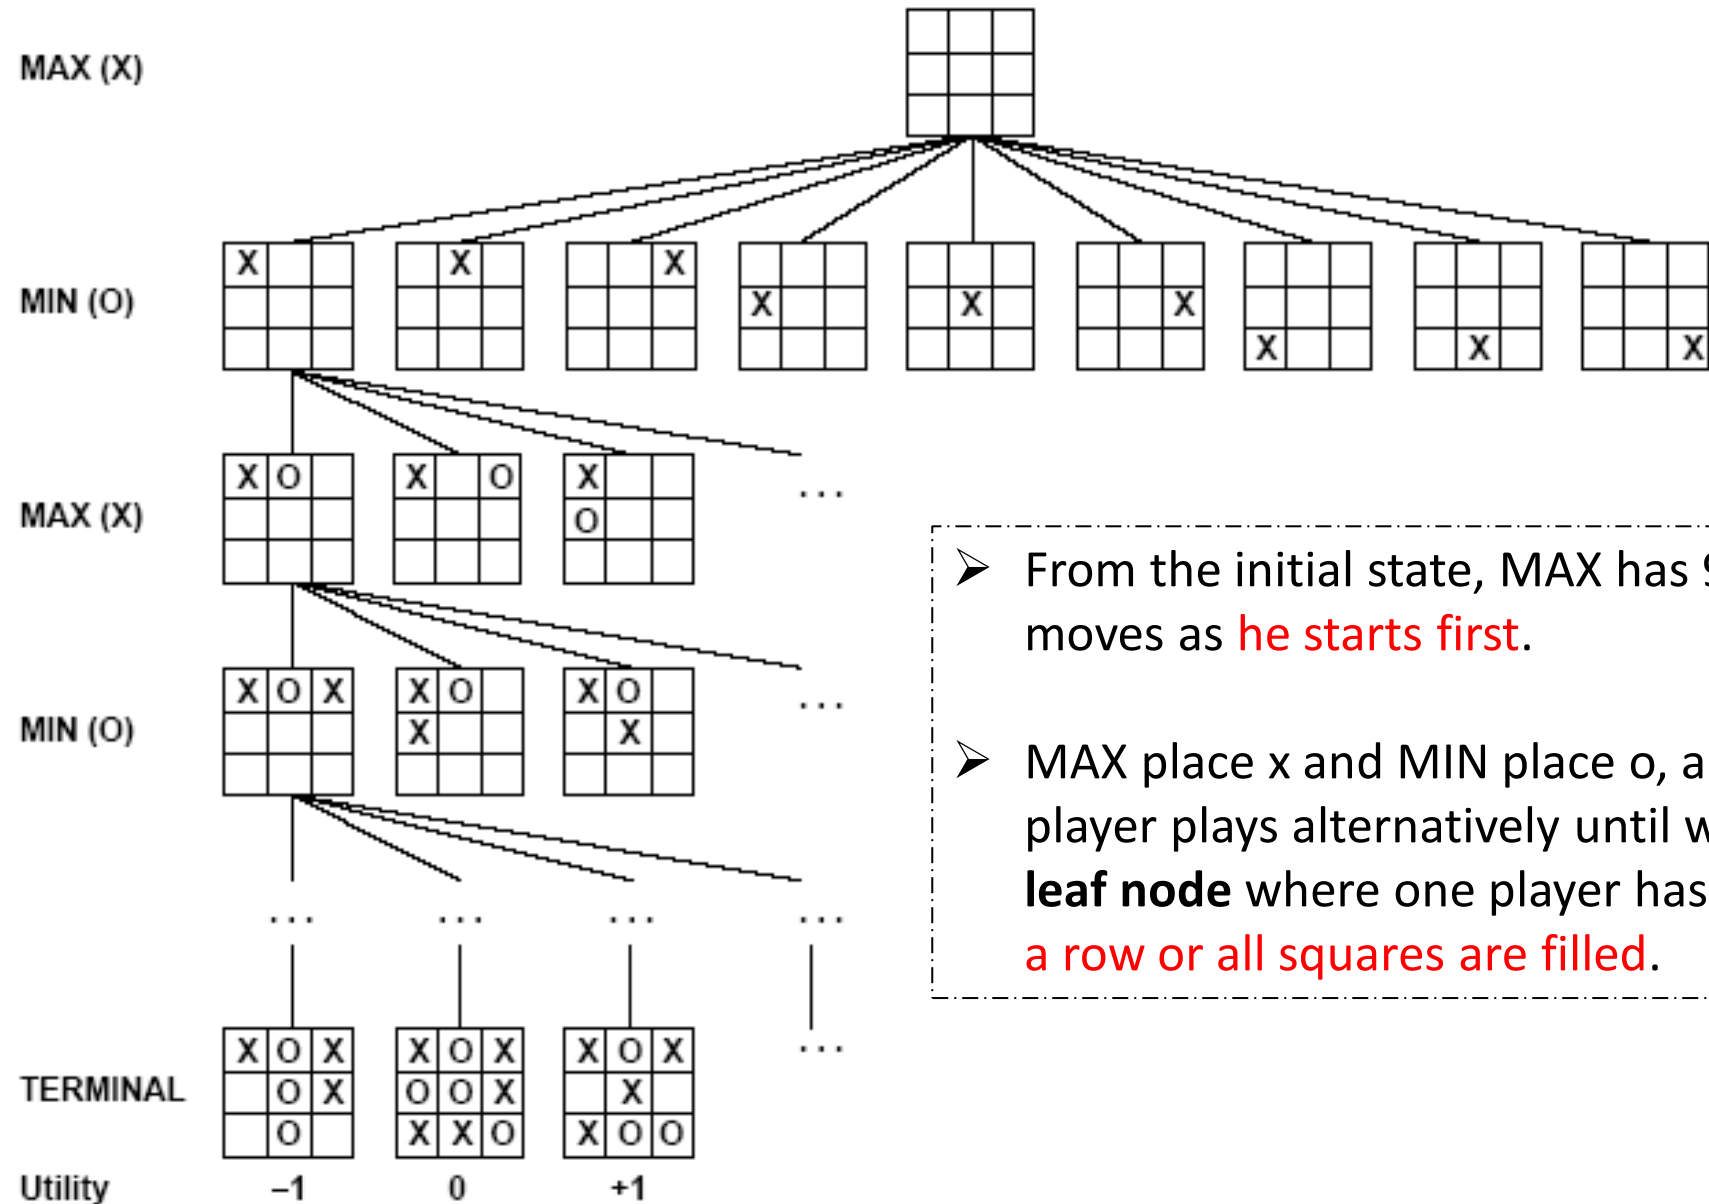 MAX (X)
X X X
MIN (O) X X X
X X X
X O X O X
MAX (X) O
...
X O X X O X O
MIN (O) X X
...
... ... ... ...
X O X X O X X O X
TERMINAL O X O O X X
O X X O X O O
...
Utility –1 0 +1
➢ From the initial state, MAX has
moves as he starts first.
➢ MAX place x and MIN place o, a
player plays alternatively until
leaf node where one player has
a row or all squares are filled.